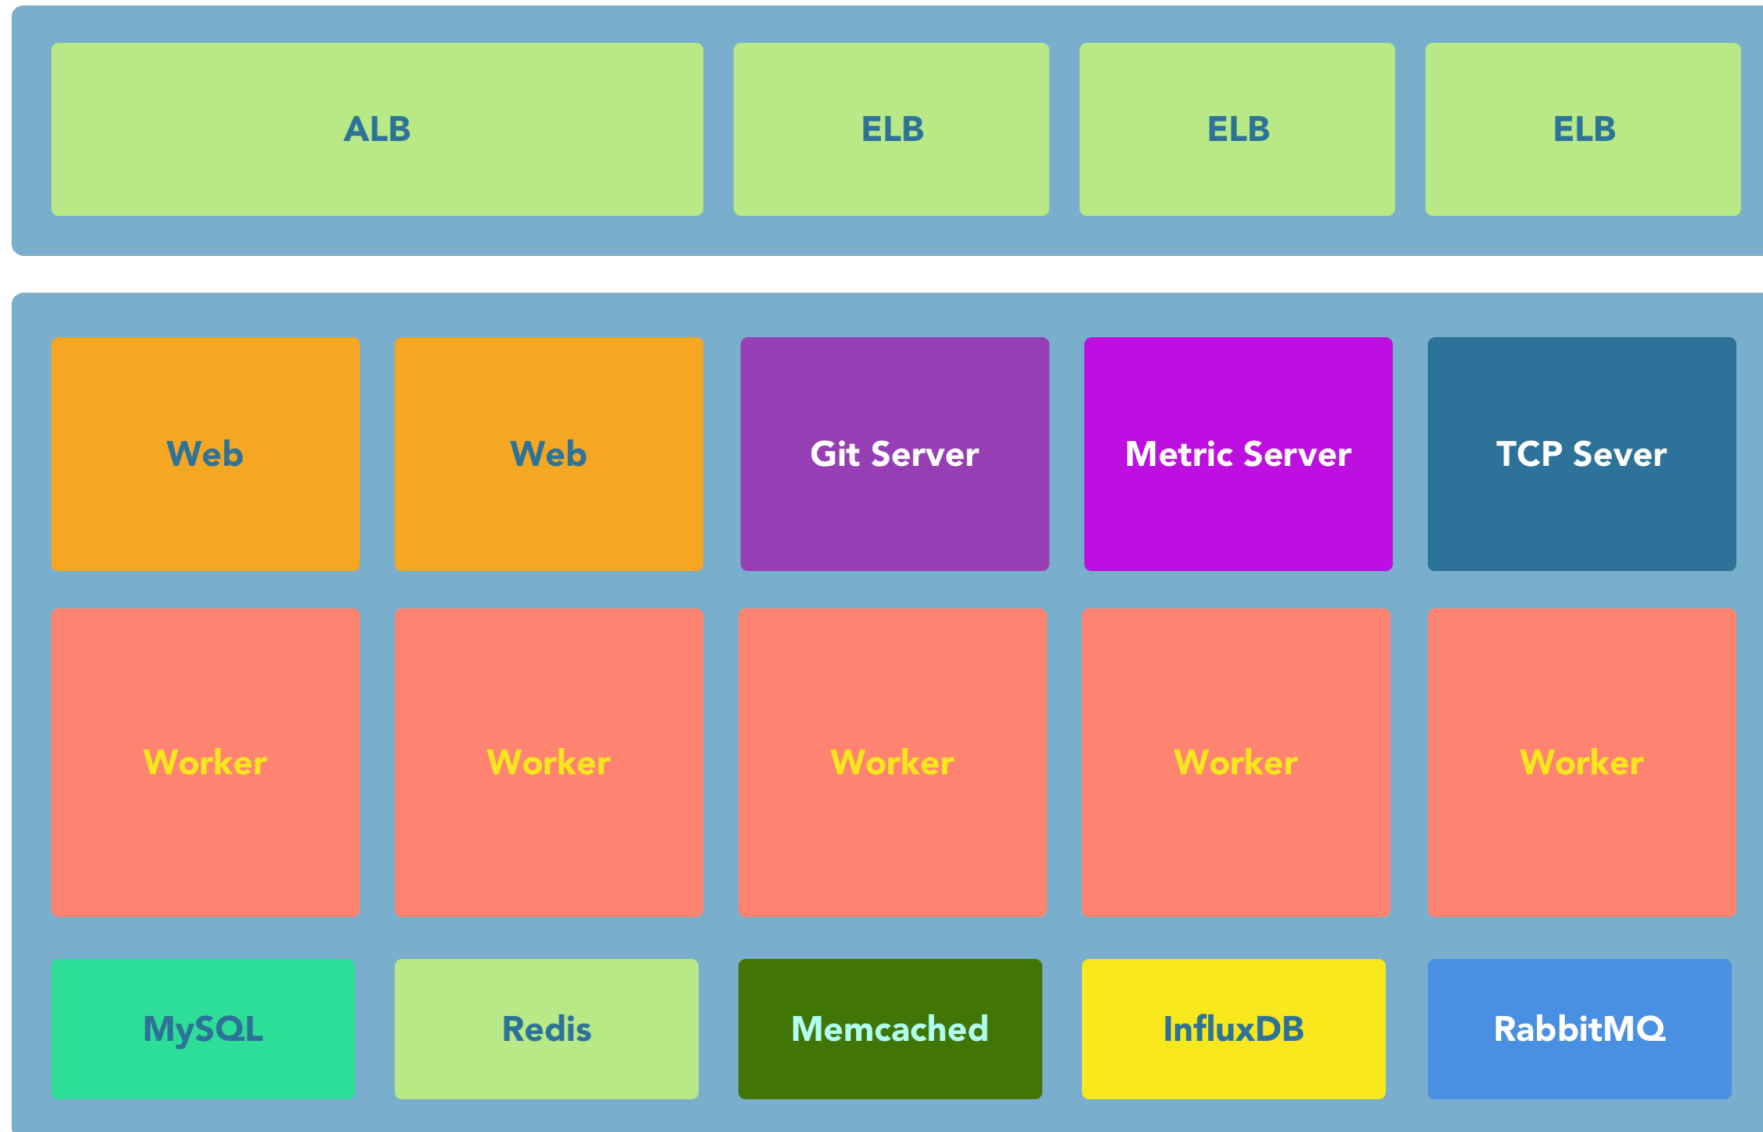 ALB
ELB
ELB
ELB
Web
Web
Git Server
Metric Server
TCP Sever
Worker
Worker
Worker
Worker
Worker
MySQL
Redis
Memcached
InfluxDB
RabbitMQ